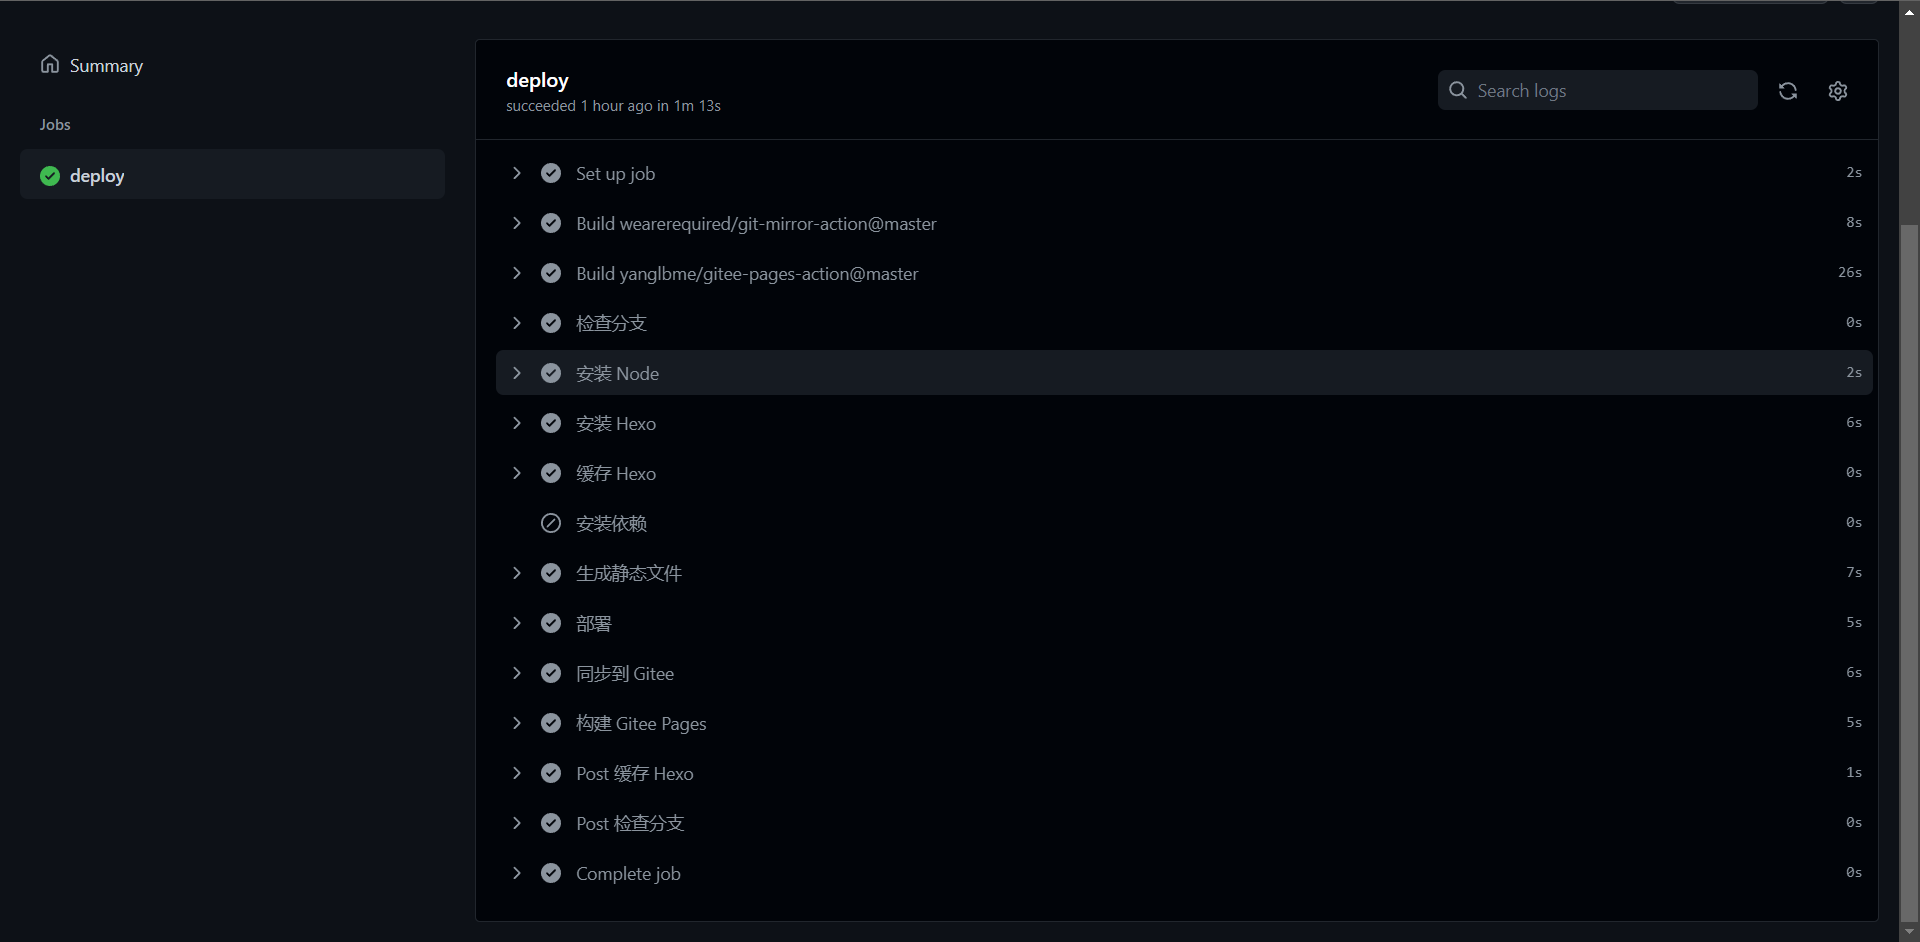 Summary
Jobs
deploy
deploy
succeeded 1 hour ago in 1m 13s
Search logs
Set up job 2s
Build wearerequired/git-mirror-action@master 8s
Build yanglbme/gitee-pages-action@master 26s
检查分支 0s
安装 Node 2s
安装 Hexo 6s
缓存 Hexo 0s
安装依赖 0s
生成静态文件 7s
部署 5s
同步到 Gitee 6s
构建 Gitee Pages 5s
Post 缓存 Hexo 1s
Post 检查分支 0s
Complete job 0s